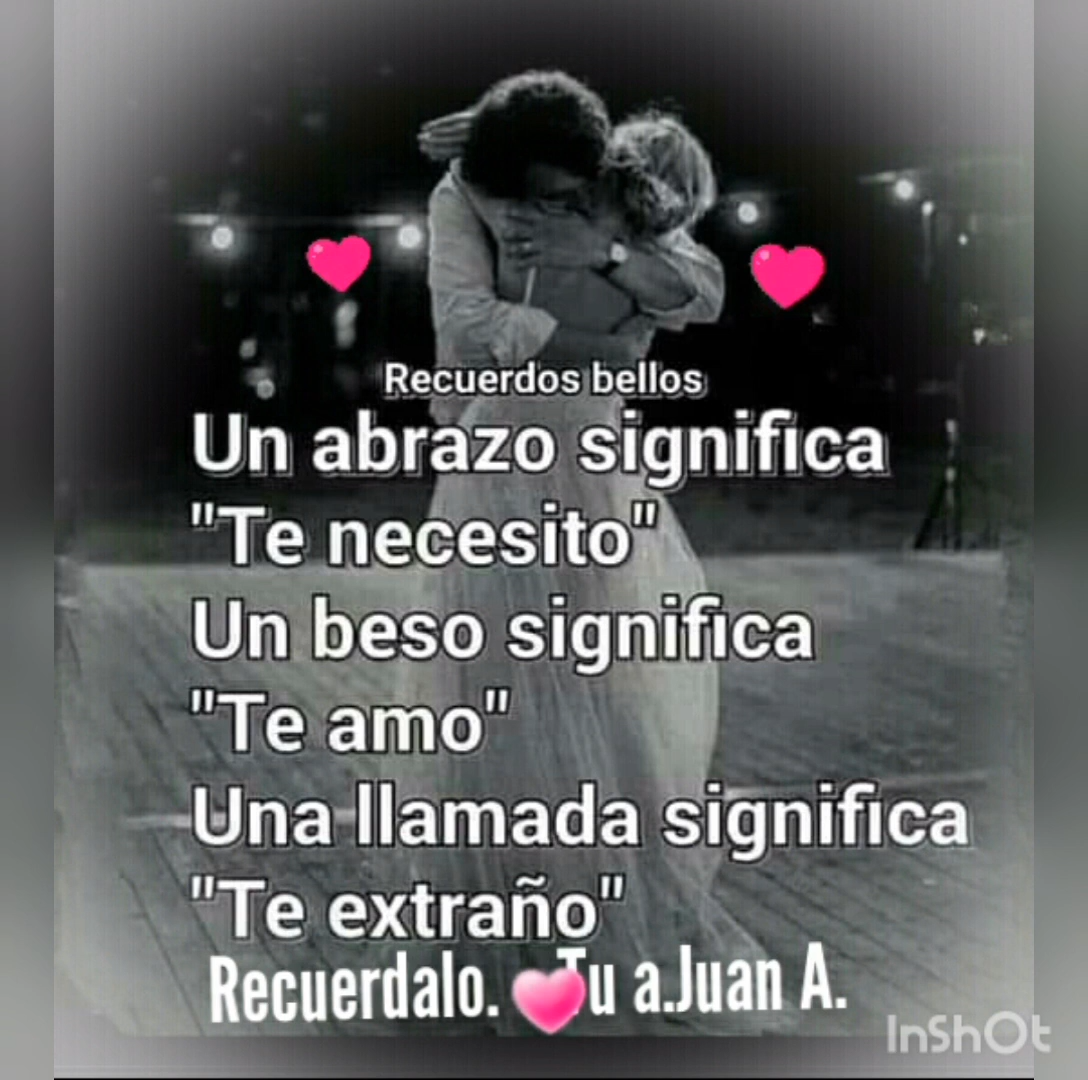 Recuerdos bellos
Un abrazo significa
"Te necesito"
Un beso significa
"Te amo"
Una llamada significa
"Te extraño"
Recuerdalo. Tu a.Juan A.
InShOt